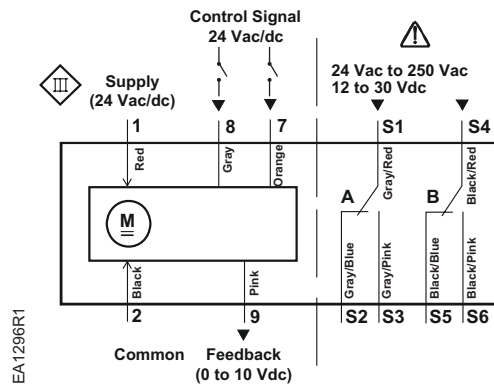 Control Signal
24 Vac/dc
III
Supply
(24 Vac/dc)
24 Vac to 250 Vac
12 to 30 Vdc
1
8
7
S1
S4
Red
Gray
Orange
Gray/Red
Black/Red
A
B
M
Black
Pink
Gray/Blue
Gray/Pink
Black/Blue
Black/Pink
2
9
S2
S3
S5
S6
Common
Feedback
(0 to 10 Vdc)
EA1296R1